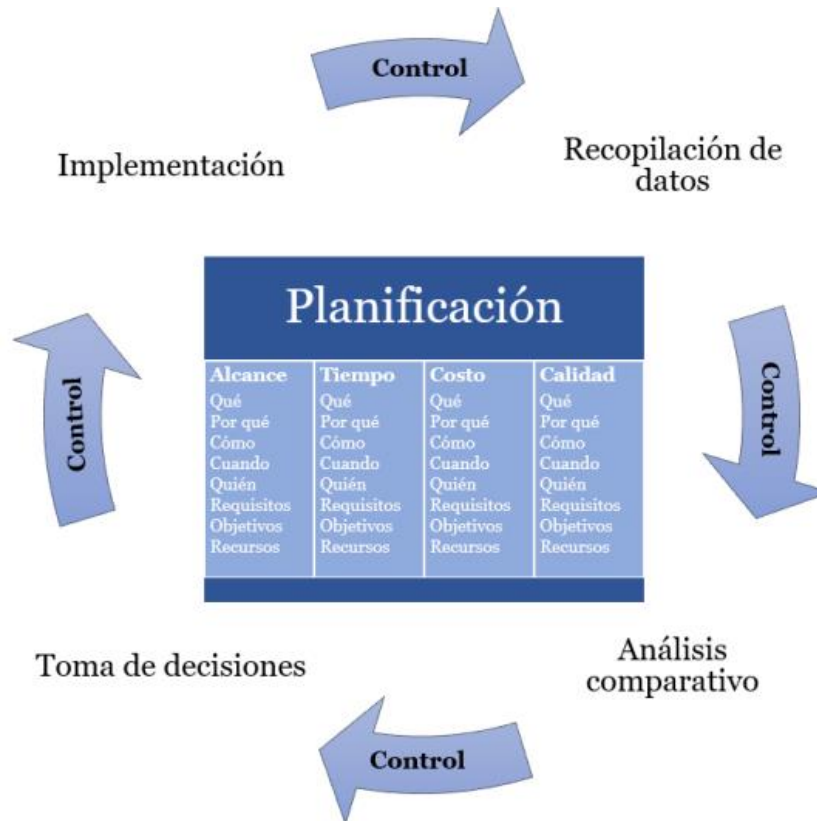 Control
Implementación
Recopilación de
datos
Planificación
Alcance Tiempo Costo Calidad
Qué Qué Qué Qué
Por qué Por qué Por qué Por qué
Cómo Cómo Cómo Cómo
Cuando Cuando Cuando Cuando
Quién Quién Quién Quién
Requisitos Requisitos Requisitos Requisitos
Objetivos Objetivos Objetivos Objetivos
Recursos Recursos Recursos Recursos
Control
Control
Toma de decisiones
Análisis
comparativo
Control